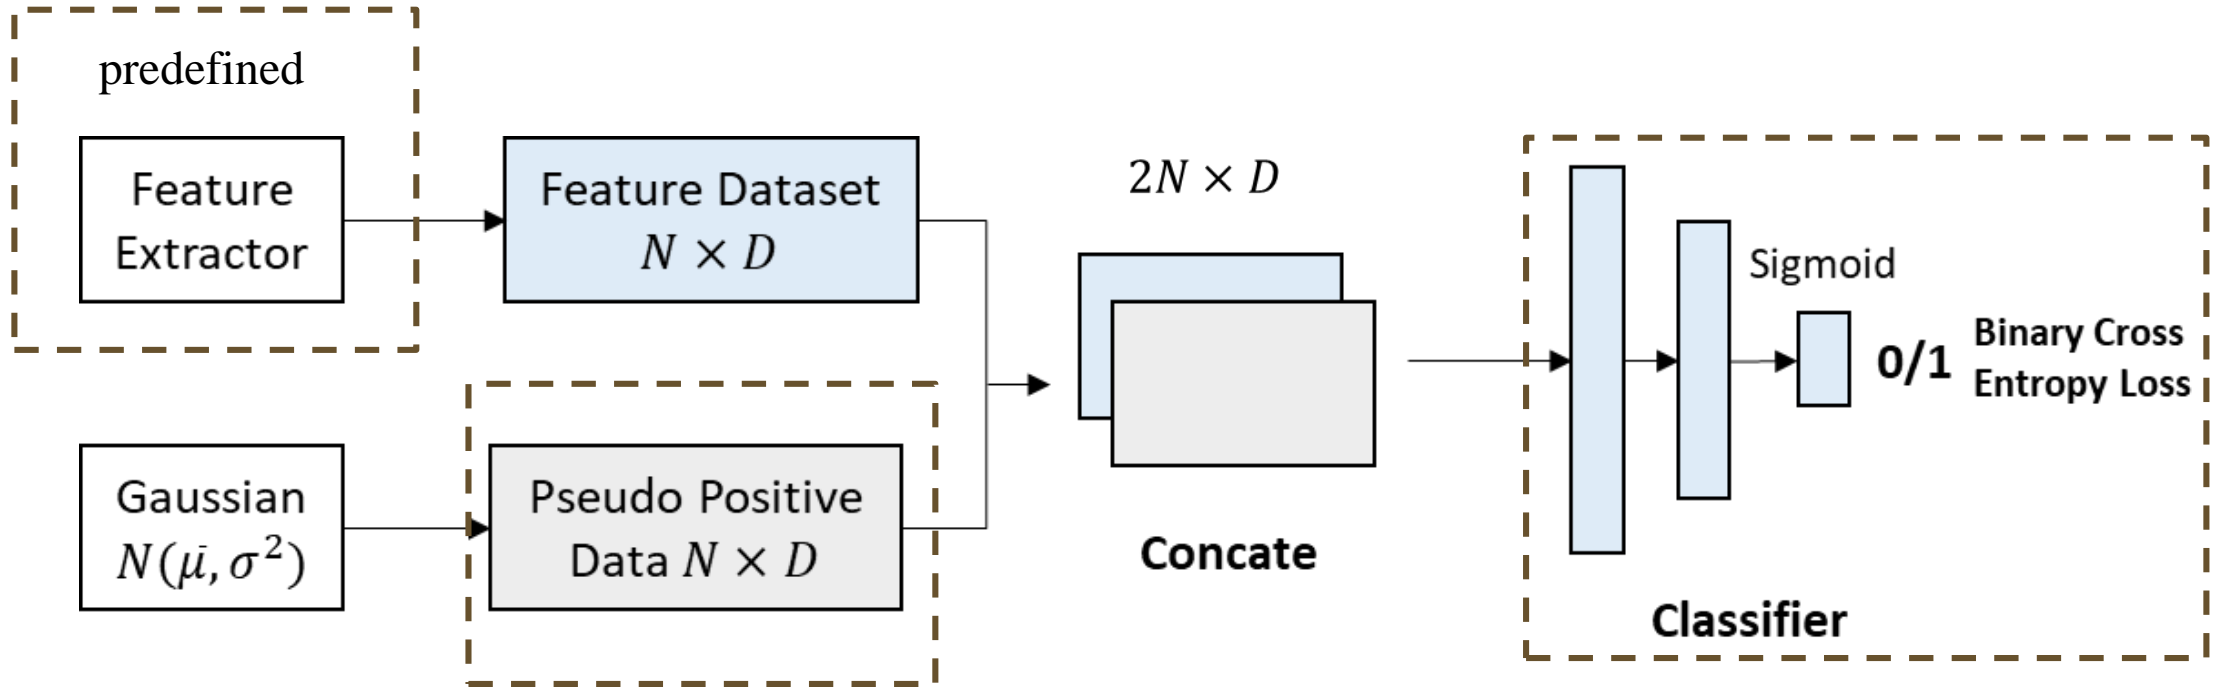 predefined
Feature
Extractor
Feature Dataset
N × D
2N × D
Gaussian
N(μ̄, σ²)
Pseudo Positive
Data N × D
Concate
Sigmoid
0/1
Binary Cross
Entropy Loss
Classifier